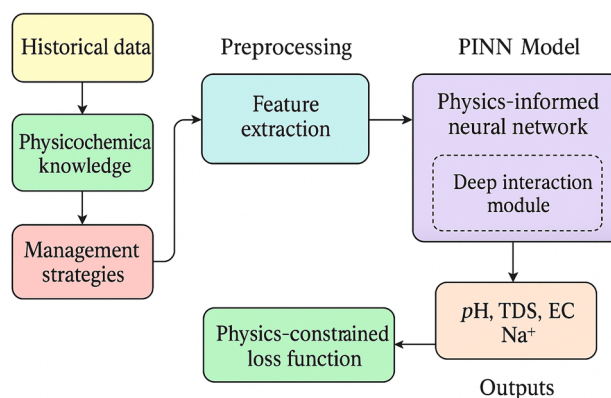 Historical data
Physicochemica
knowledge
Management
strategies
Preprocessing
Feature
extraction
PINN Model
Physics-informed
neural network
Deep interaction
module
pH, TDS, EC
Na⁺
Outputs
Physics-constrained
loss function